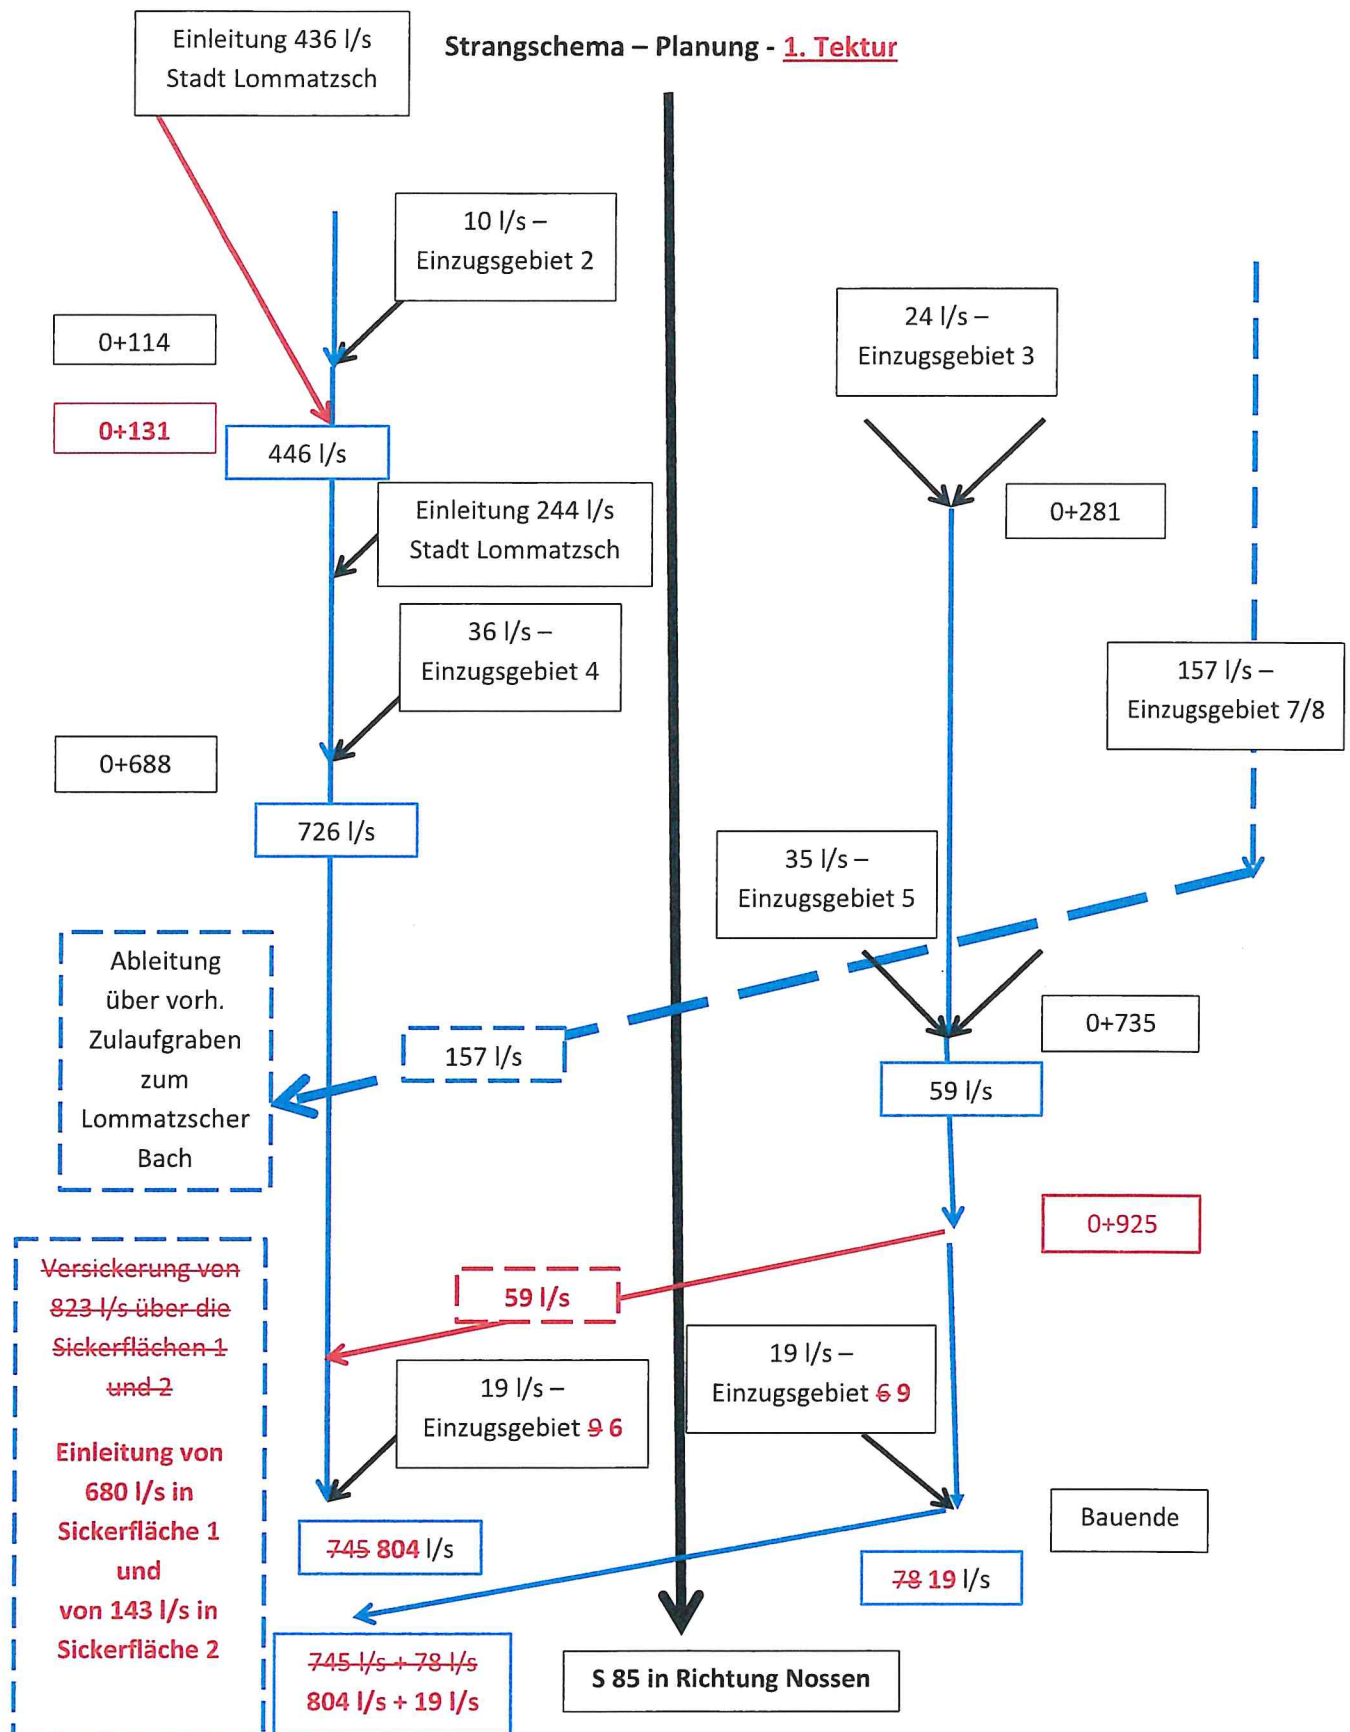 Einleitung 436 l/s
Stadt Lommatzsch
Strangschema – Planung - 1. Tektur
10 l/s –
Einzugsgebiet 2
24 l/s –
Einzugsgebiet 3
0+114
0+131
446 l/s
Einleitung 244 l/s
Stadt Lommatzsch
0+281
36 l/s –
Einzugsgebiet 4
157 l/s –
Einzugsgebiet 7/8
0+688
726 l/s
35 l/s –
Einzugsgebiet 5
Ableitung
über vorh.
Zulaufgraben
zum
Lommatzscher
Bach
157 l/s
0+735
59 l/s
0+925
Versickerung von
823 l/s über die
Sickerflächen 1
und 2
Einleitung von
680 l/s in
Sickerfläche 1
und
von 143 l/s in
Sickerfläche 2
59 l/s
19 l/s –
Einzugsgebiet 9 6
19 l/s –
Einzugsgebiet 6 9
Bauende
745 804 l/s
78 19 l/s
745 l/s + 78 l/s
804 l/s + 19 l/s
S 85 in Richtung Nossen